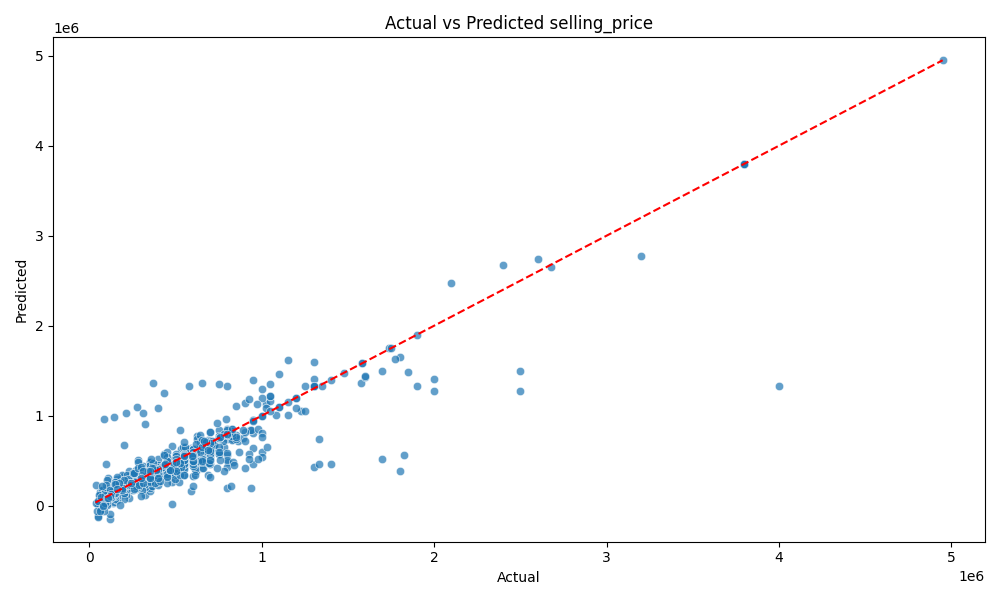 Actual vs Predicted selling_price
1e6
Predicted
5
4
3
2
1
0
0 1 2 3 4 5
Actual
1e6